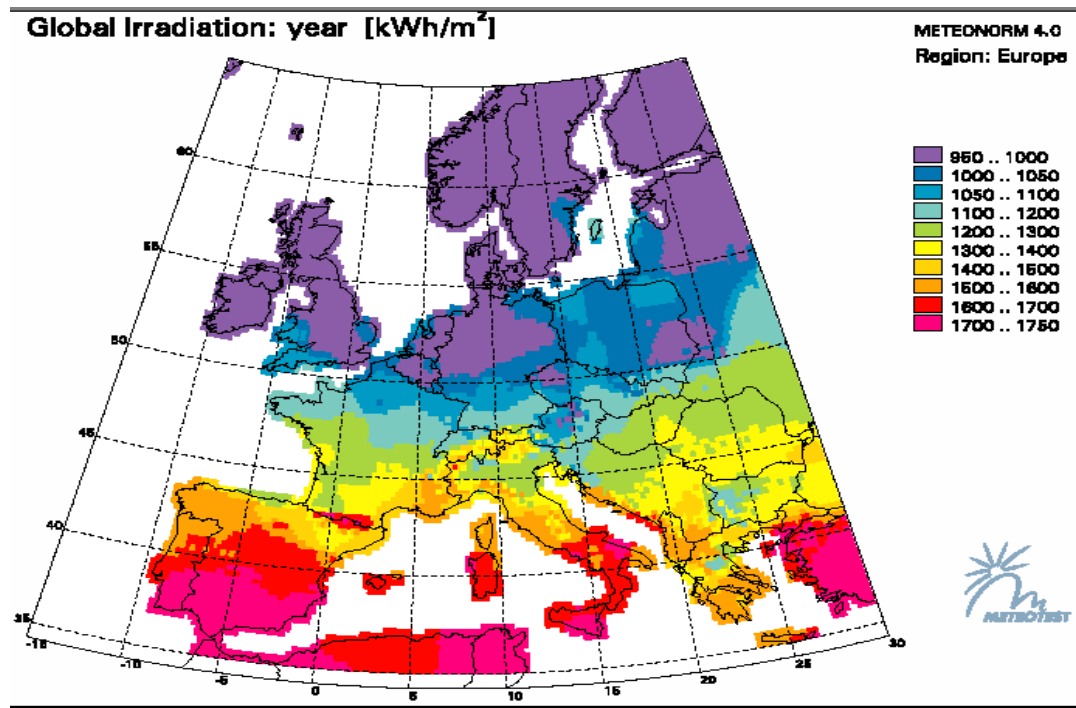 Global Irradiation: year [kWh/m²]
METEONORM 4.0
Region: Europe
950 .. 1000
1000 .. 1050
1050 .. 1100
1100 .. 1200
1200 .. 1300
1300 .. 1400
1400 .. 1500
1500 .. 1600
1600 .. 1700
1700 .. 1750
60
55
50
45
40
35
-15
-10
-5
0
5
10
15
20
25
30
METEOTEST